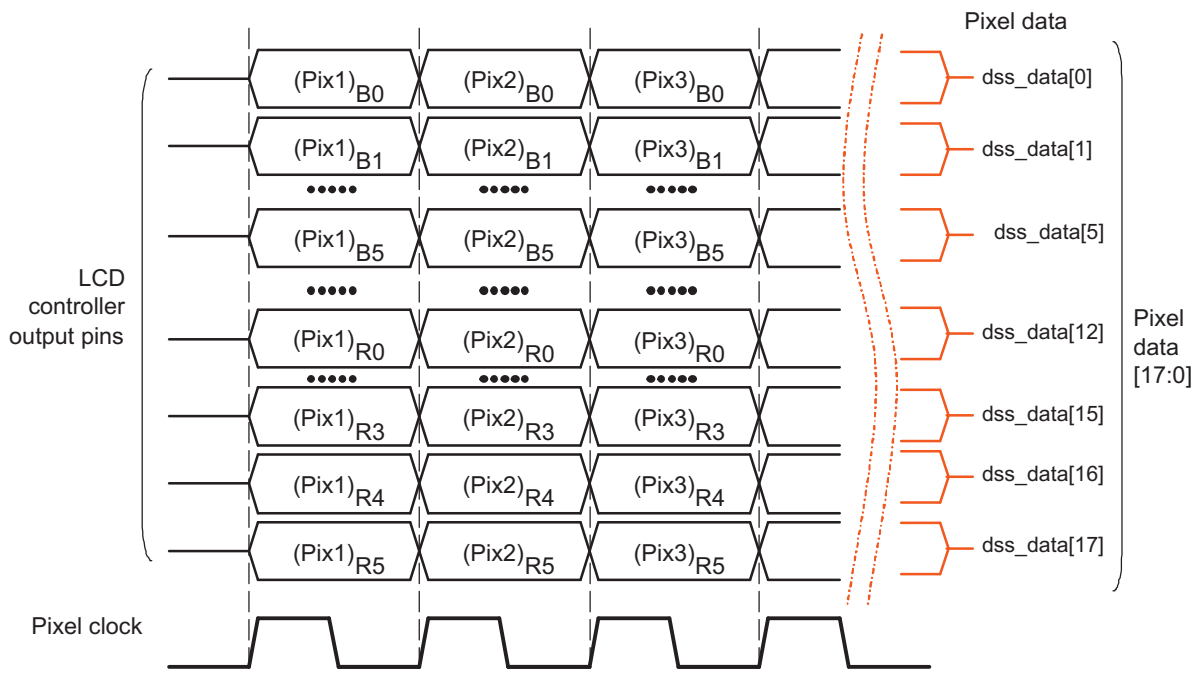 Pixel data
(Pix1)B0 (Pix2)B0 (Pix3)B0 dss_data[0]
(Pix1)B1 (Pix2)B1 (Pix3)B1 dss_data[1]
(Pix1)B5 (Pix2)B5 (Pix3)B5 dss_data[5]
LCD
controller
output pins
(Pix1)R0 (Pix2)R0 (Pix3)R0 dss_data[12]
Pixel
data
[17:0]
(Pix1)R3 (Pix2)R3 (Pix3)R3 dss_data[15]
(Pix1)R4 (Pix2)R4 (Pix3)R4 dss_data[16]
(Pix1)R5 (Pix2)R5 (Pix3)R5 dss_data[17]
Pixel clock